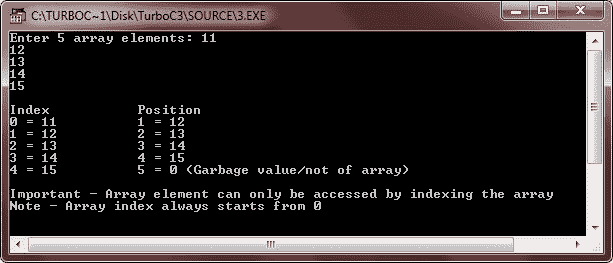 C:\TURBOC~1\Disk\TurboC3\SOURCE\3.EXE
Enter 5 array elements: 11
12
13
14
15
Index Position
0 = 11 1 = 12
1 = 12 2 = 13
2 = 13 3 = 14
3 = 14 4 = 15
4 = 15 5 = 0 (Garbage value/not of array)
Important - Array element can only be accessed by indexing the array
Note - Array index always starts from 0